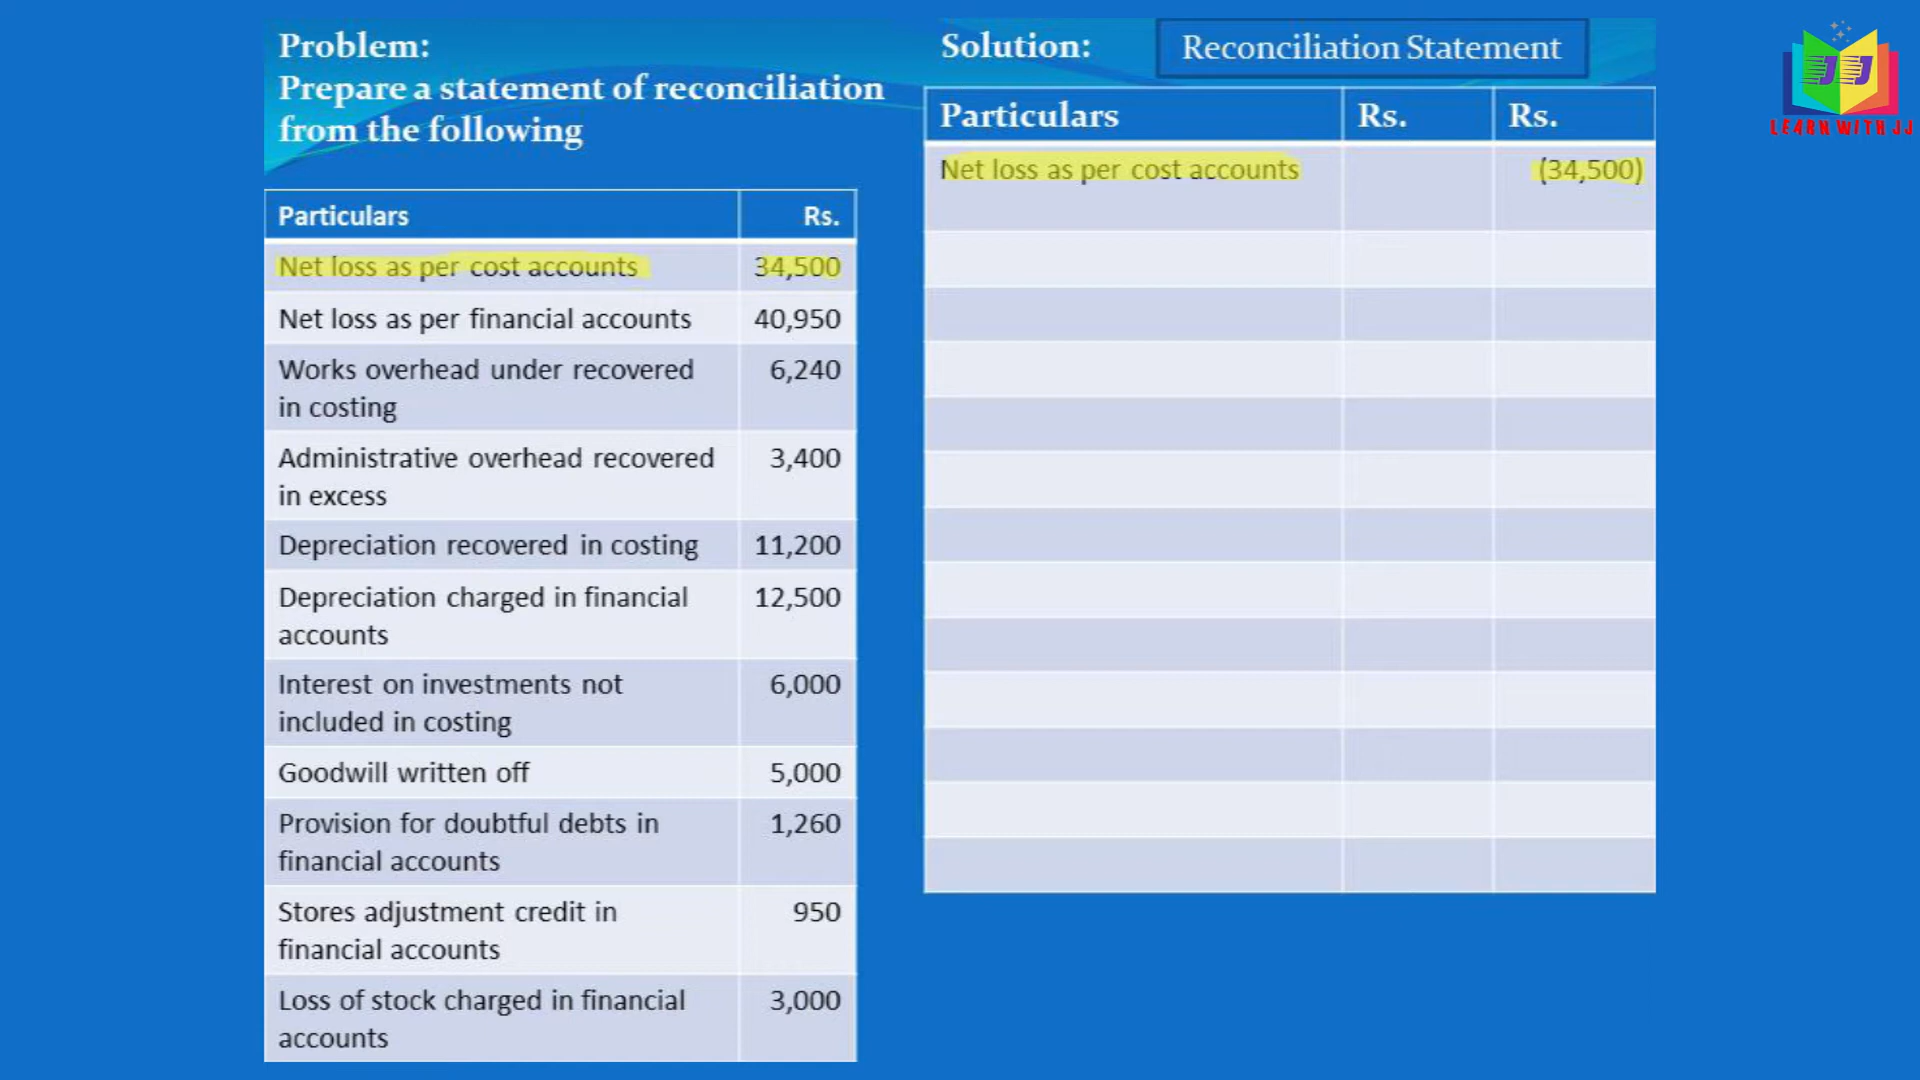 Problem:
Prepare a statement of reconciliation
from the following
Particulars Rs.
Net loss as per cost accounts 34,500
Net loss as per financial accounts 40,950
Works overhead under recovered 6,240
in costing
Administrative overhead recovered 3,400
in excess
Depreciation recovered in costing 11,200
Depreciation charged in financial 12,500
accounts
Interest on investments not 6,000
included in costing
Goodwill written off 5,000
Provision for doubtful debts in 1,260
financial accounts
Stores adjustment credit in 950
financial accounts
Loss of stock charged in financial 3,000
accounts
Solution: Reconciliation Statement
Particulars Rs. Rs.
Net loss as per cost accounts (34,500)
JJ
LEARN WITH JJ